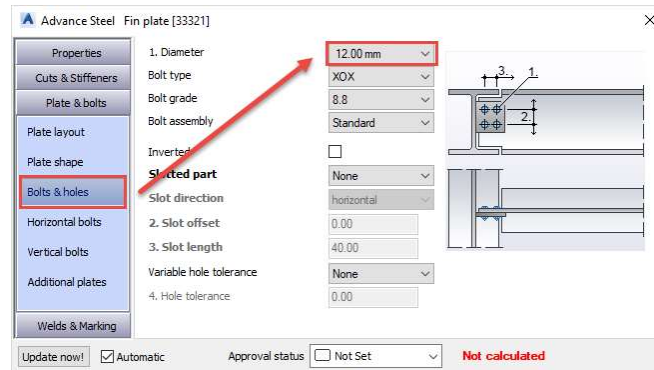 Advance Steel Fin plate [33321]
Properties
Cuts & Stiffeners
Plate & bolts
Plate layout
Plate shape
Bolts & holes
Horizontal bolts
Vertical bolts
Additional plates
Welds & Marking
1. Diameter 12.00 mm
Bolt type XOX
Bolt grade 8.8
Bolt assembly Standard
Inverted
Slotted part None
Slot direction horizontal
2. Slot offset 0.00
3. Slot length 40.00
Variable hole tolerance None
4. Hole tolerance 0.00
3. 1.
2.
Update now! Automatic Approval status Not Set Not calculated